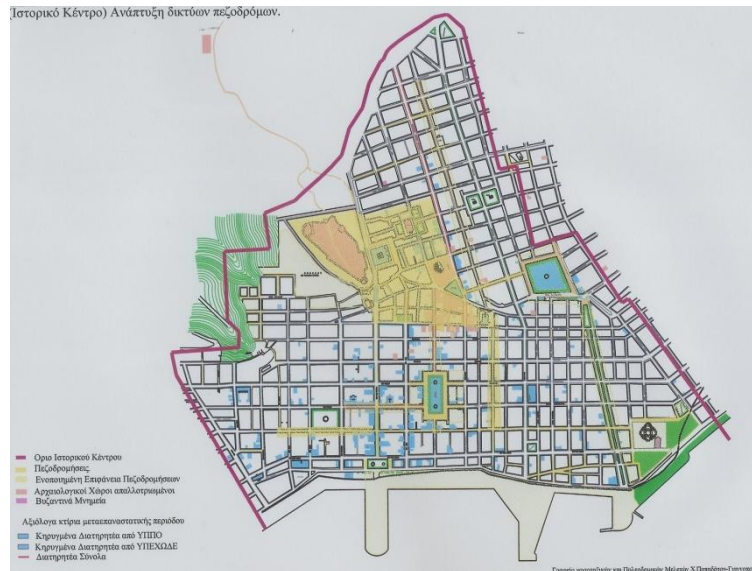 (Ιστορικό Κέντρο) Ανάπτυξη δικτύων πεζοδρόμων.
Οριο Ιστορικού Κέντρου
Πεζοδρομήσεις.
Ενοποιημένη Επιφάνεια Πεζοδρομήσεων
Αρχαιολογικοί Χώροι απαλλοτριωμένοι
Βυζαντινά Μνημεία
Αξιόλογα κτίρια μεταεπαναστατικής περιόδου
Κηρυγμένα Διατηρητέα από ΥΠΠΟ
Κηρυγμένα Διατηρητέα από ΥΠΕΧΩΔΕ
Διατηρητέα Σύνολα